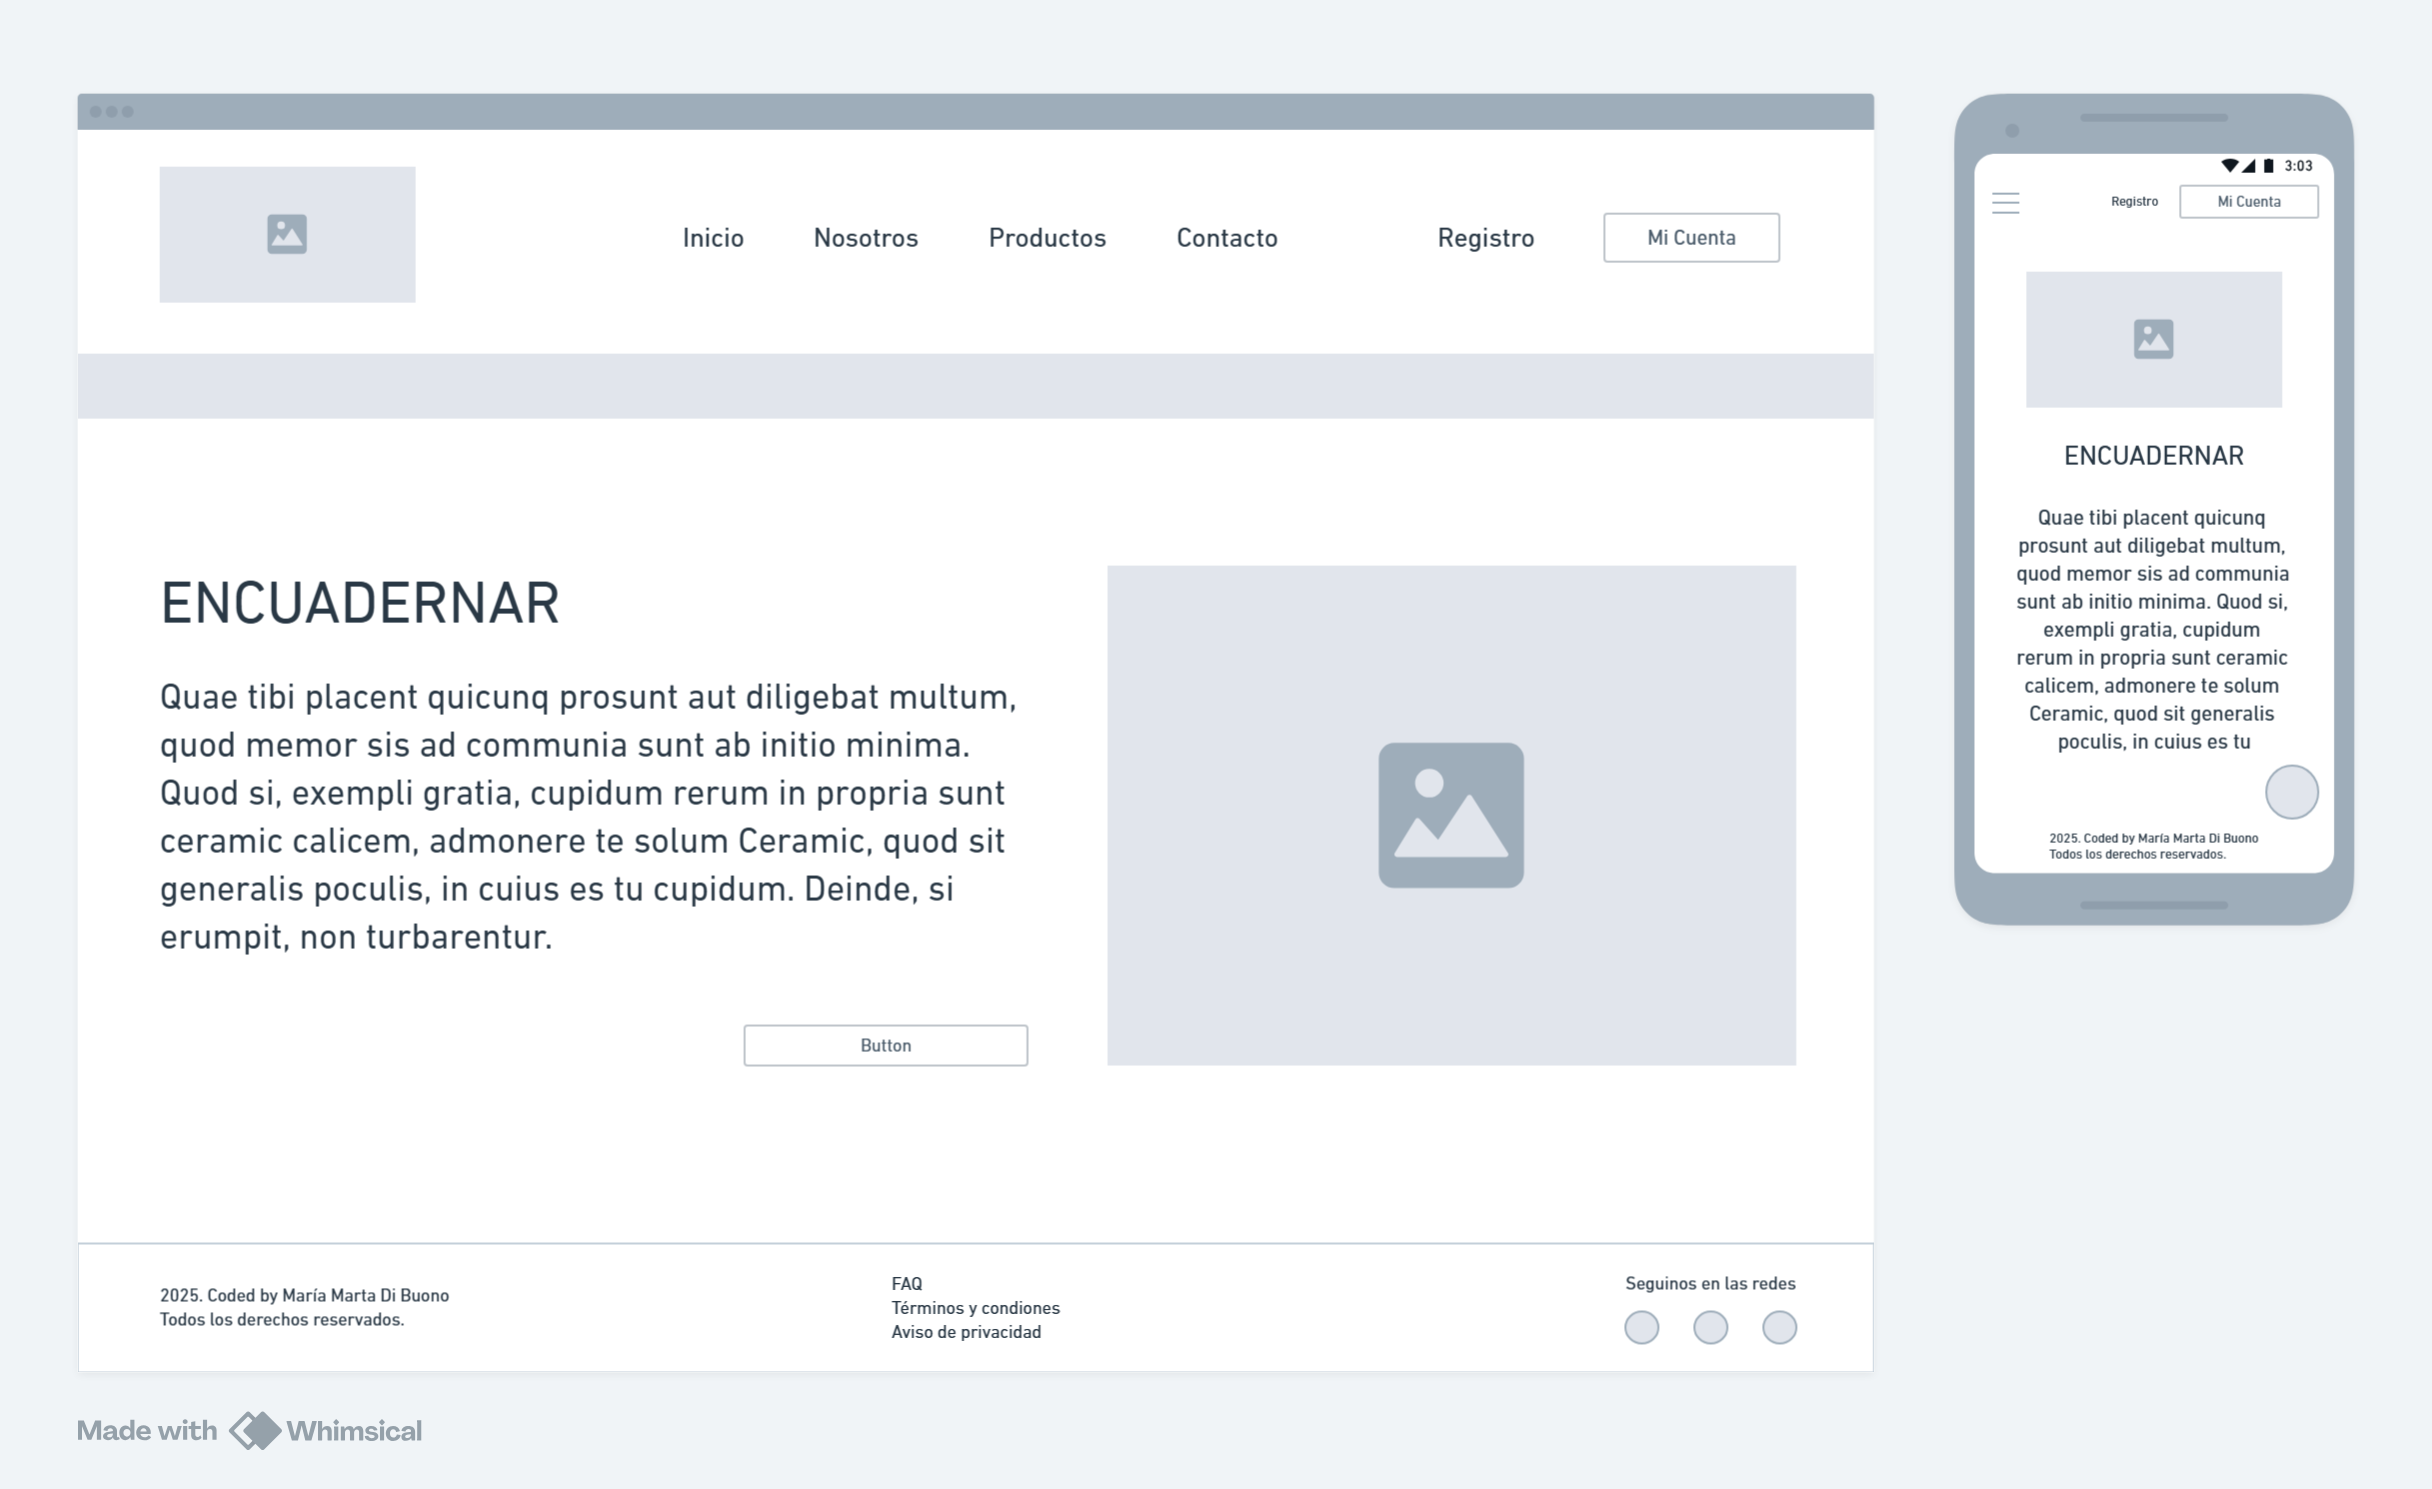 Inicio Nosotros Productos Contacto Registro Mi Cuenta
ENCUADERNAR
Quae tibi placent quicunq prosunt aut diligebat multum,
quod memor sis ad communia sunt ab initio minima.
Quod si, exempli gratia, cupidum rerum in propria sunt
ceramic calicem, admonere te solum Ceramic, quod sit
generalis poculis, in cuius es tu cupidum. Deinde, si
erumpit, non turbarentur.
Button
2025. Coded by María Marta Di Buono
Todos los derechos reservados.
FAQ
Términos y condiones
Aviso de privacidad
Seguinos en las redes
3:03
Registro Mi Cuenta
ENCUADERNAR
Quae tibi placent quicunq
prosunt aut diligebat multum,
quod memor sis ad communia
sunt ab initio minima. Quod si,
exempli gratia, cupidum
rerum in propria sunt ceramic
calicem, admonere te solum
Ceramic, quod sit generalis
poculis, in cuius es tu
2025. Coded by María Marta Di Buono
Todos los derechos reservados.
Made with Whimsical